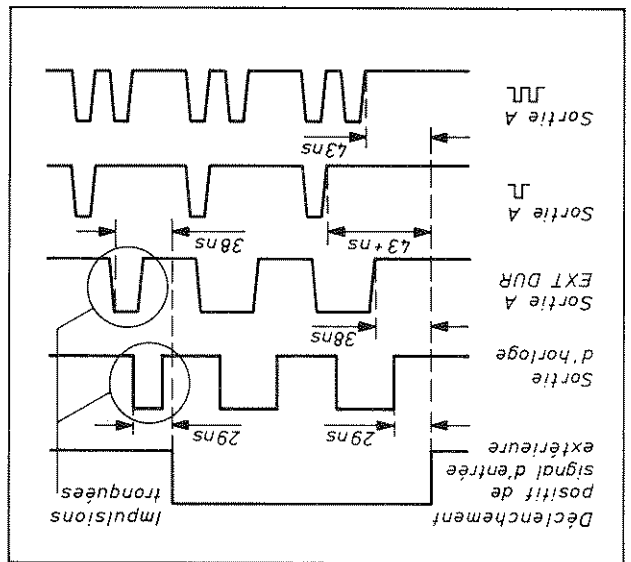 Déclenchement
positif de
signal d'entrée
extérieure
Impulsions
tronquées
29ns
29ns
Sortie
d'horloge
38ns
Sortie A
EXT DUR
43+ns
38ns
Sortie A
43ns
Sortie A